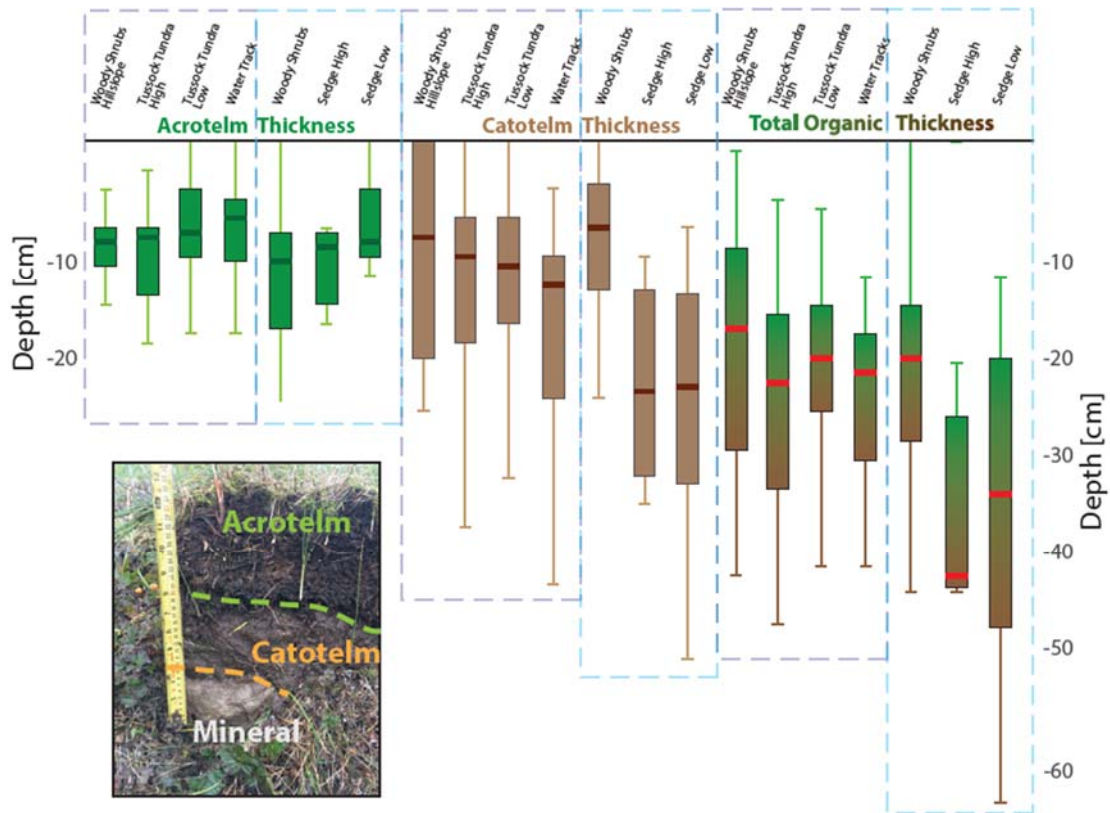 Woody Shrubs
Hillslope
Tussock Tundra
High
Tussock Tundra
Low
Water Track
Woody Shrubs
Sedge High
Sedge Low
Woody Shrubs
Hillslope
Tussock Tundra
High
Tussock Tundra
Low
Water Tracks
Woody Shrubs
Sedge High
Sedge Low
Woody Shrubs
Hillslope
Tussock Tundra
High
Tussock Tundra
Low
Water Tracks
Woody Shrubs
Sedge High
Sedge Low
Acrotelm Thickness
Catotelm Thickness
Total Organic Thickness
Depth [cm]
-10
-20
-10
-20
-30
-40
-50
-60
Depth [cm]
Acrotelm
Catotelm
Mineral